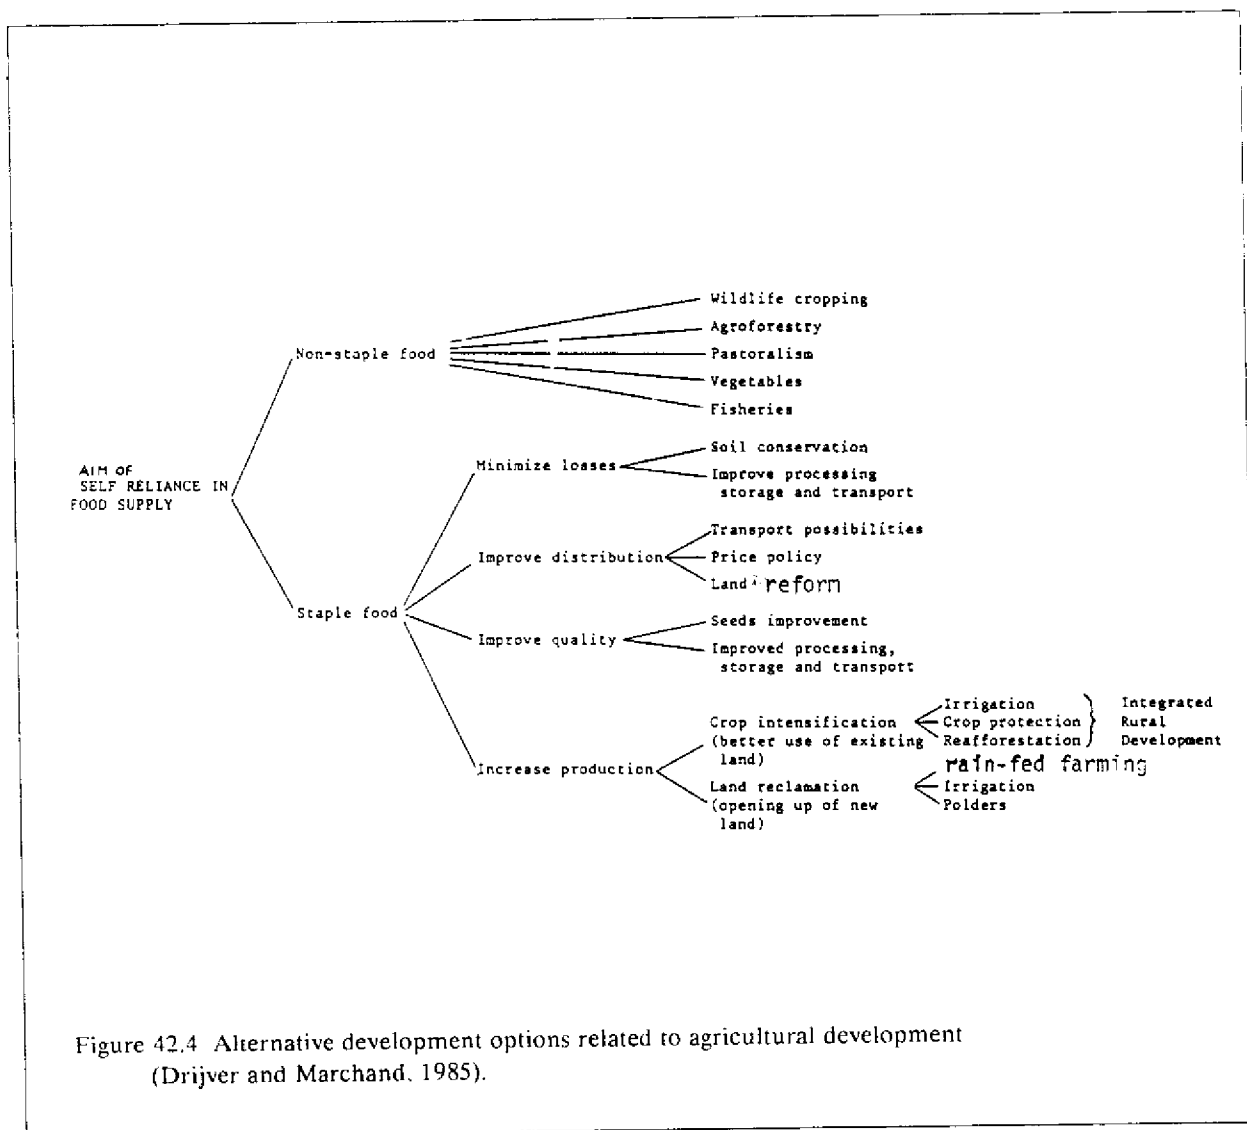 Wildlife cropping
Agroforestry
Non-staple food
Pastoralism
Vegetables
Fisheries
AIM OF
SELF RELIANCE IN
FOOD SUPPLY
Minimize losses
Soil conservation
Improve processing
storage and transport
Improve distribution
Transport possibilities
Price policy
Land reform
Staple food
Improve quality
Seeds improvement
Improved processing,
storage and transport
Increase production
Crop intensification
(better use of existing
land)
Irrigation
Crop protection
Reafforestation
Integrated
Rural
Development
Land reclamation
(opening up of new
land)
rain-fed farming
Irrigation
Polders
Figure 42.4 Alternative development options related to agricultural development
(Drijver and Marchand, 1985).